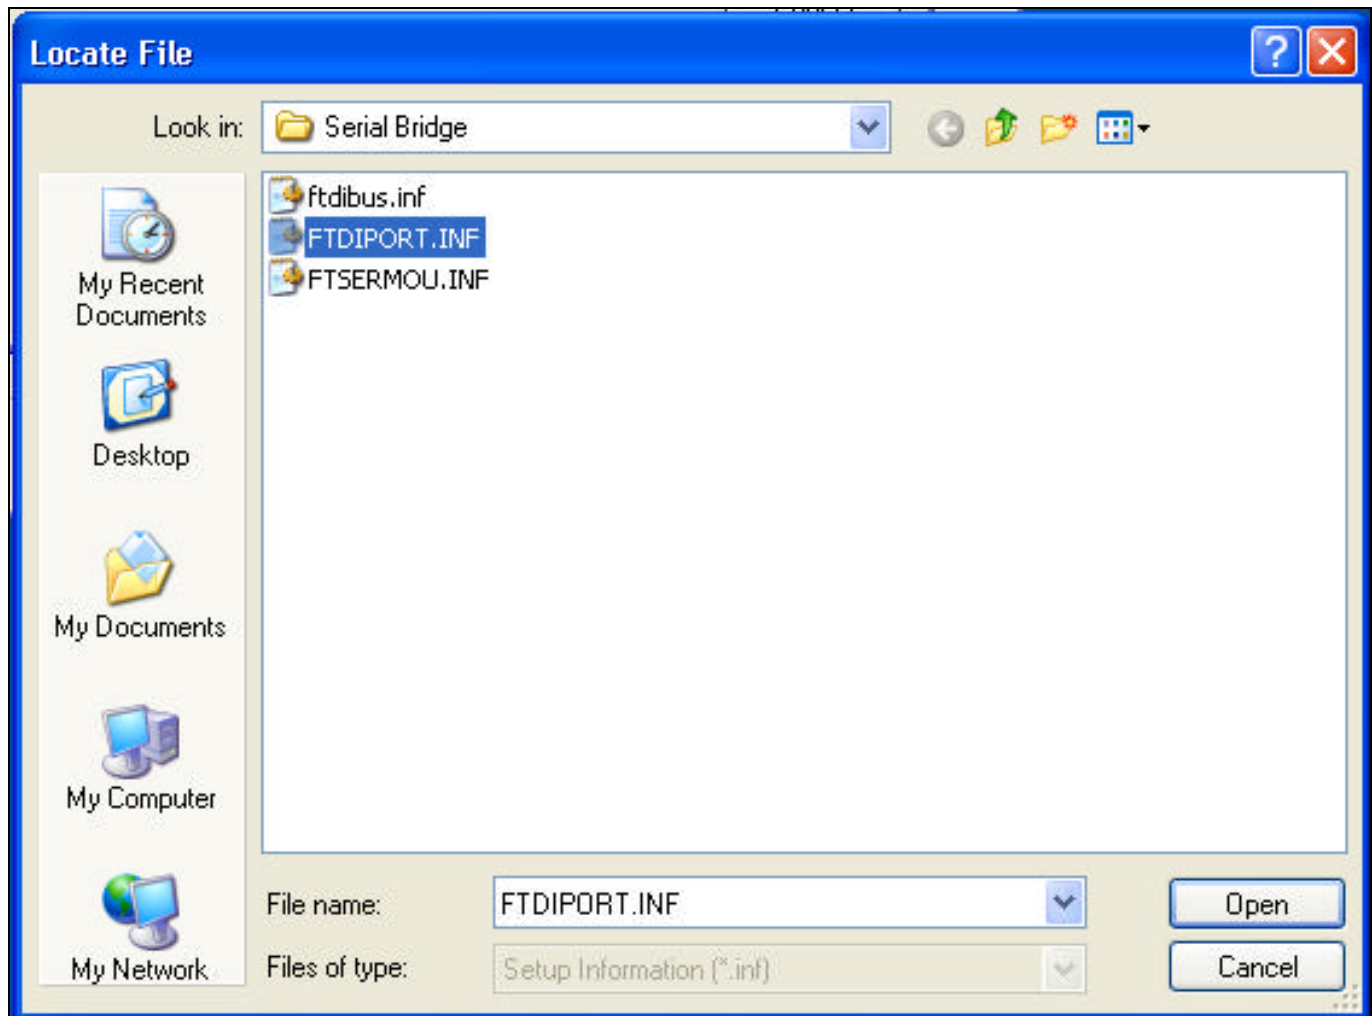 Locate File
Look in:
Serial Bridge
ftdibus.inf
FTDIPORT.INF
FTSERMOU.INF
My Recent
Documents
Desktop
My Documents
My Computer
My Network
File name:
FTDIPORT.INF
Open
Files of type:
Setup Information (*.inf)
Cancel